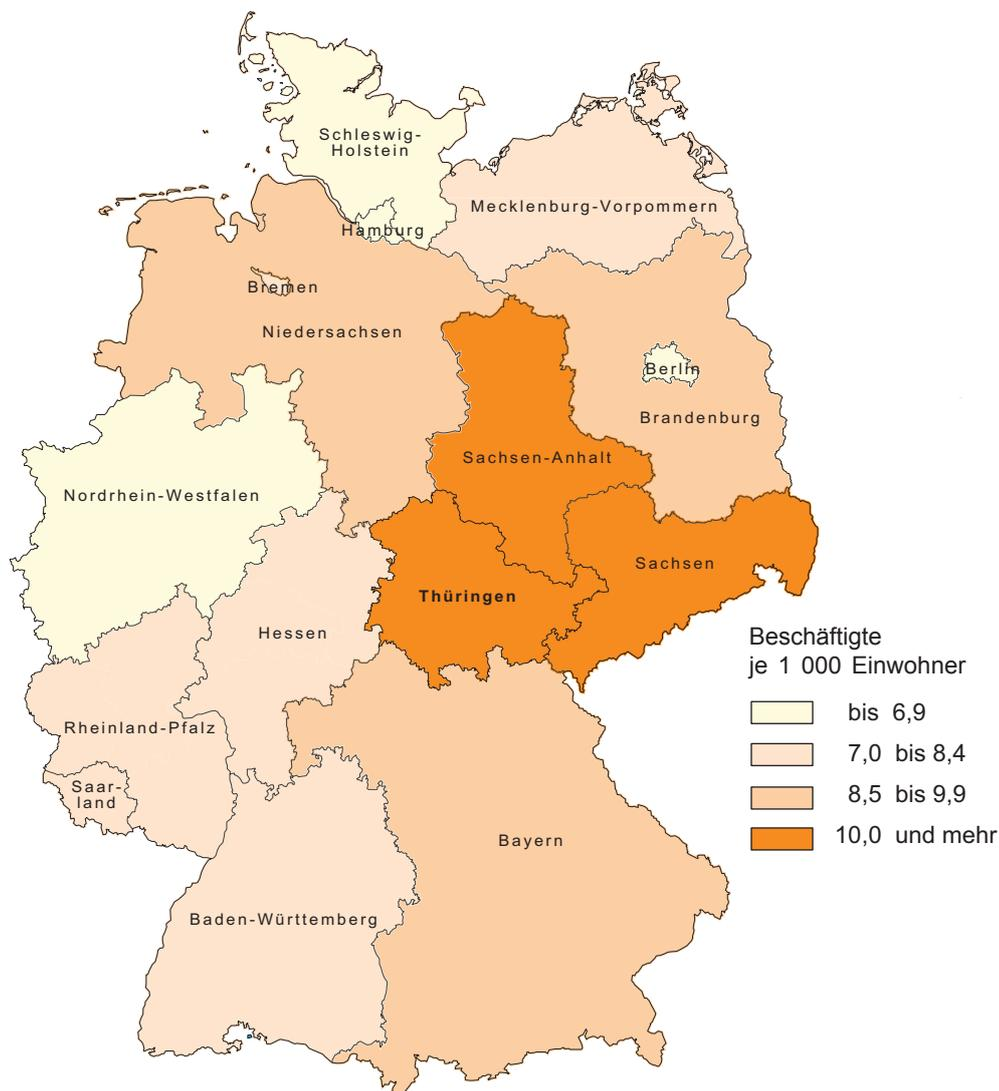 Schleswig-
Holstein
Mecklenburg-Vorpommern
Hamburg
Bremen
Niedersachsen
Berlin
Brandenburg
Sachsen-Anhalt
Nordrhein-Westfalen
Sachsen
Thüringen
Hessen
Rheinland-Pfalz
Saar-
land
Bayern
Baden-Württemberg
Beschäftigte
je 1 000 Einwohner
bis 6,9
7,0 bis 8,4
8,5 bis 9,9
10,0 und mehr